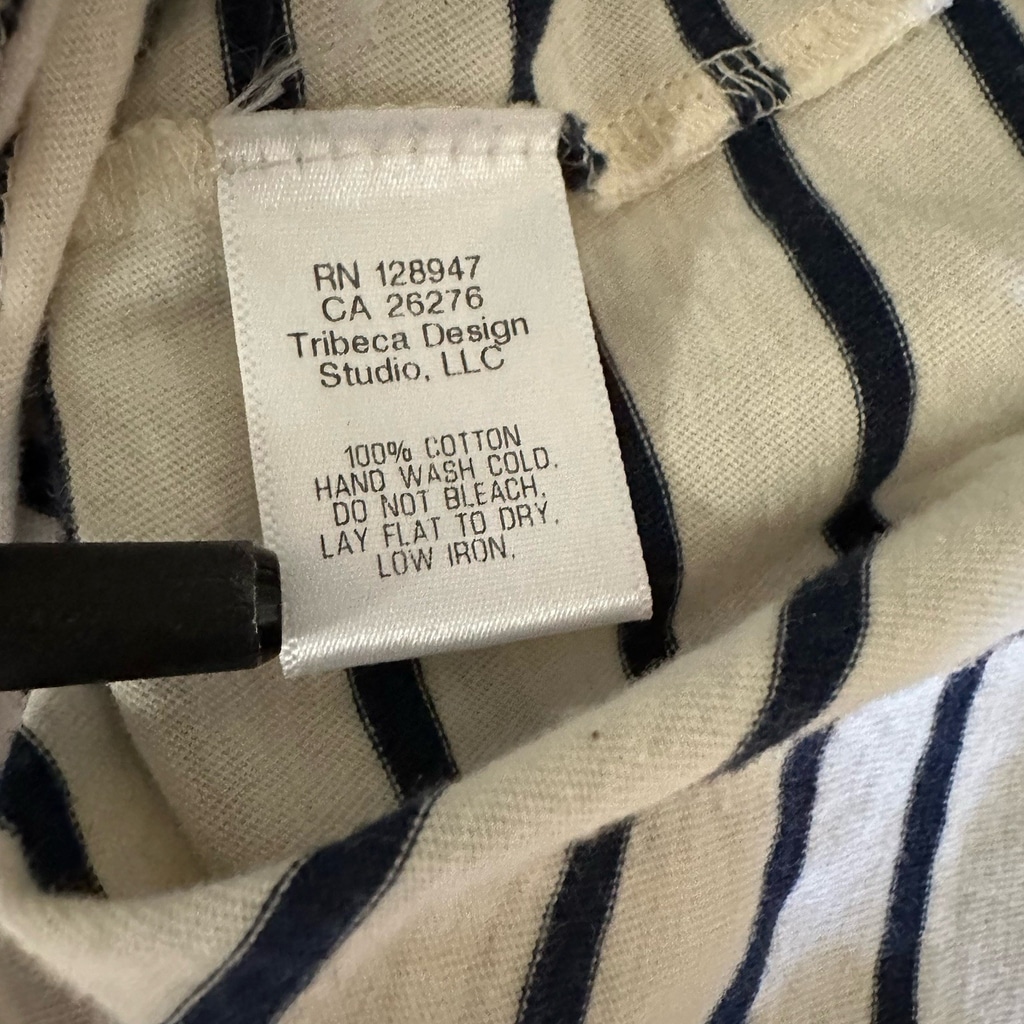 RN 128947
CA 26276
Tribeca Design
Studio, LLC
100% COTTON
HAND WASH COLD.
DO NOT BLEACH.
LAY FLAT TO DRY.
LOW IRON.